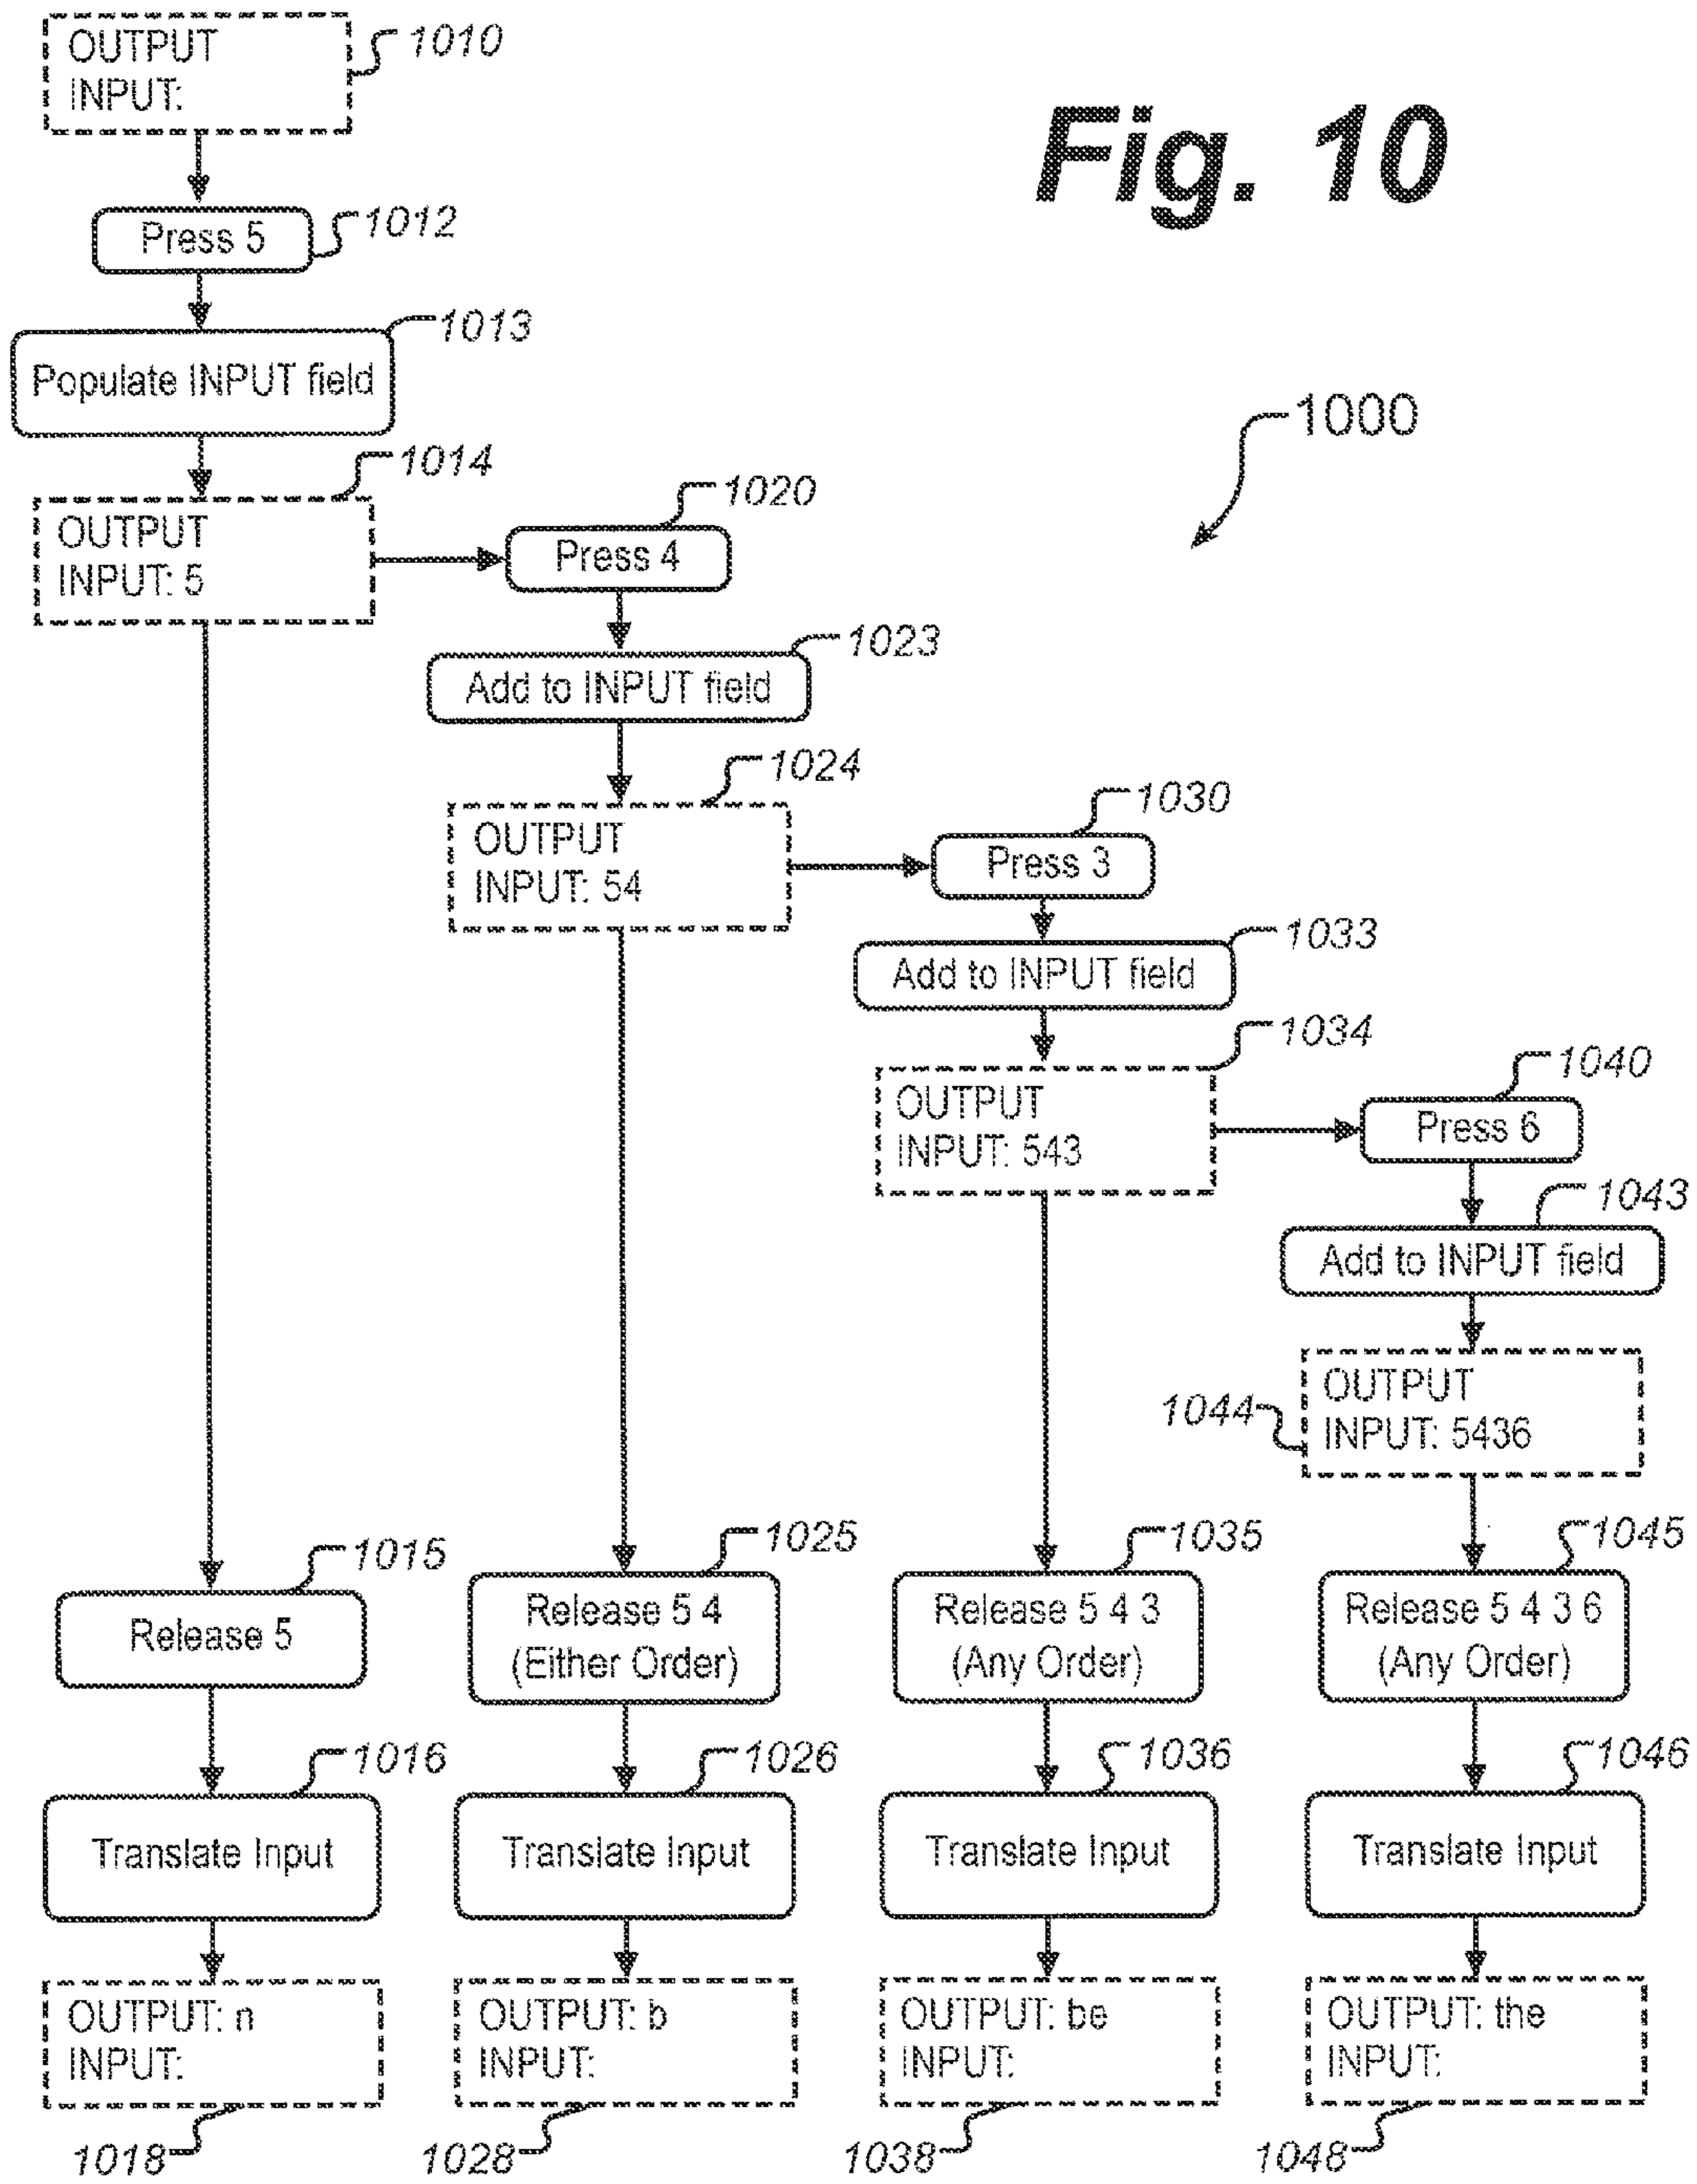 OUTPUT
INPUT:
1010
Fig. 10
Press 5
1012
Populate INPUT field
1013
1000
OUTPUT
INPUT: 5
1014
Press 4
1020
Add to INPUT field
1023
OUTPUT
INPUT: 54
1024
Press 3
1030
Add to INPUT field
1033
OUTPUT
INPUT: 543
1034
Press 6
1040
Add to INPUT field
1043
OUTPUT
INPUT: 5436
1044
Release 5
1015
Release 5 4
(Either Order)
1025
Release 5 4 3
(Any Order)
1035
Release 5 4 3 6
(Any Order)
1045
Translate Input
1016
Translate Input
1026
Translate Input
1036
Translate Input
1046
OUTPUT: n
INPUT:
1018
OUTPUT: b
INPUT:
1028
OUTPUT: be
INPUT:
1038
OUTPUT: the
INPUT:
1048